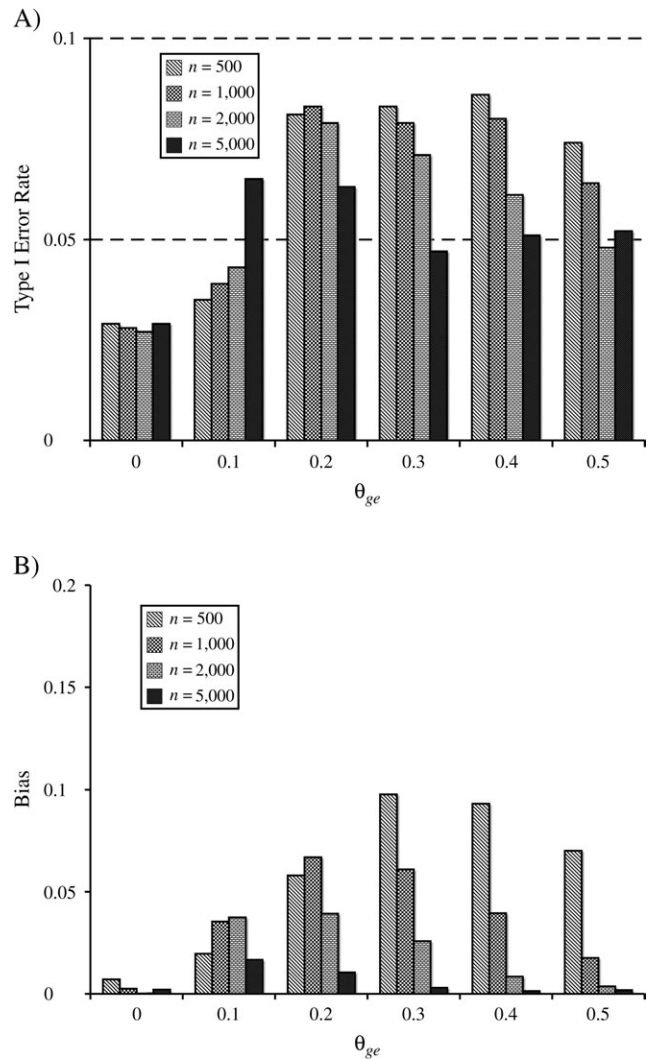 A)
0.1
n = 500
n = 1,000
n = 2,000
n = 5,000
Type I Error Rate
0.05
0
0 0.1 0.2 0.3 0.4 0.5
θge
B)
0.2
n = 500
n = 1,000
n = 2,000
n = 5,000
0.15
Bias
0.1
0.05
0
0 0.1 0.2 0.3 0.4 0.5
θge